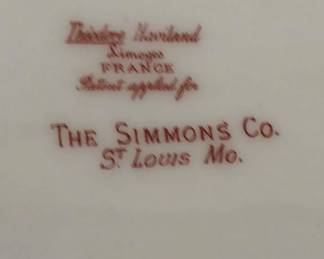 Theodore Haviland
Limoges
FRANCE
Patent applied for
THE SIMMONS CO.
ST LOUIS MO.